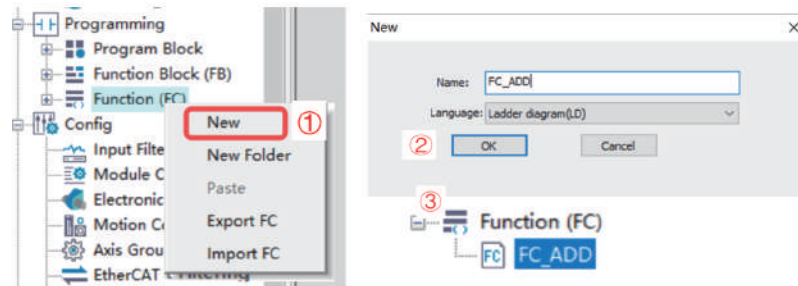 Programming
Program Block
Function Block (FB)
Function (FC)
Config
Input Filte
Module C
Electronic
Motion Co
Axis Grou
EtherCAT
New
①
New Folder
Paste
Export FC
Import FC
New
Name: FC_ADD
Language: Ladder diagram(LD)
②
OK
Cancel
③
Function (FC)
FC FC_ADD